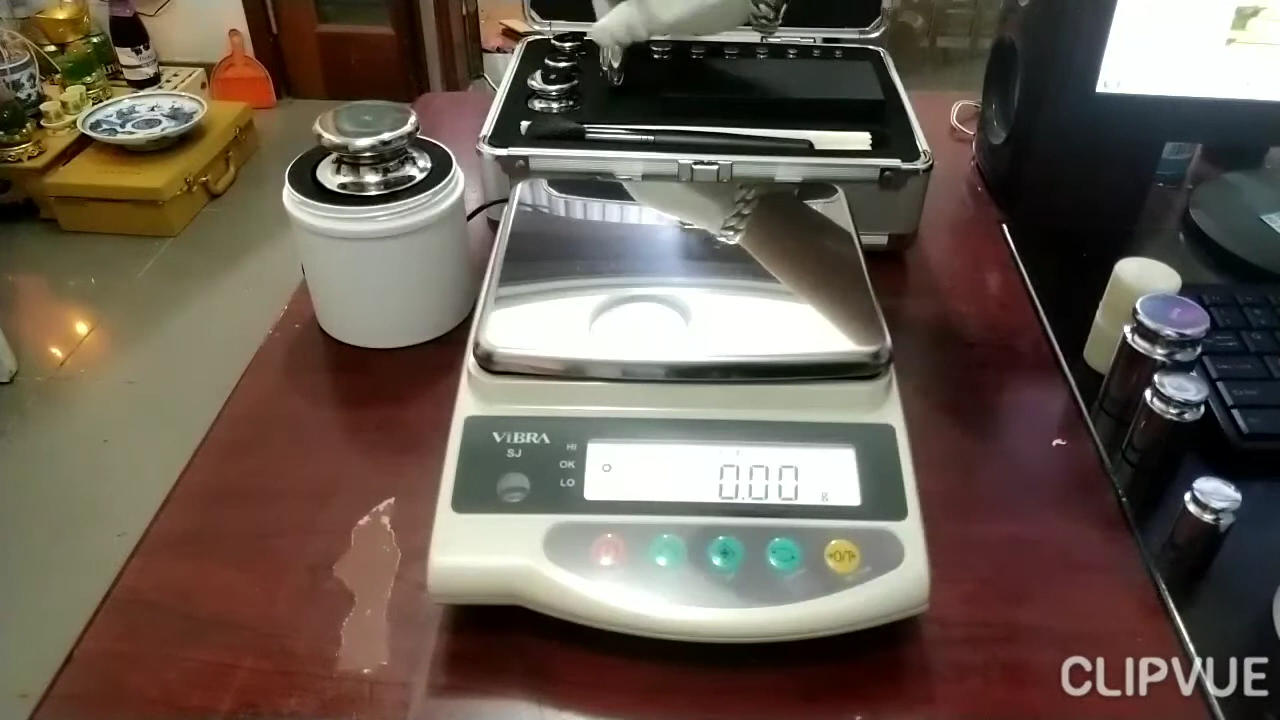 ViBRA
SJ
HI
OK
LO
0.00 g
→O/T←
CLIPVUE